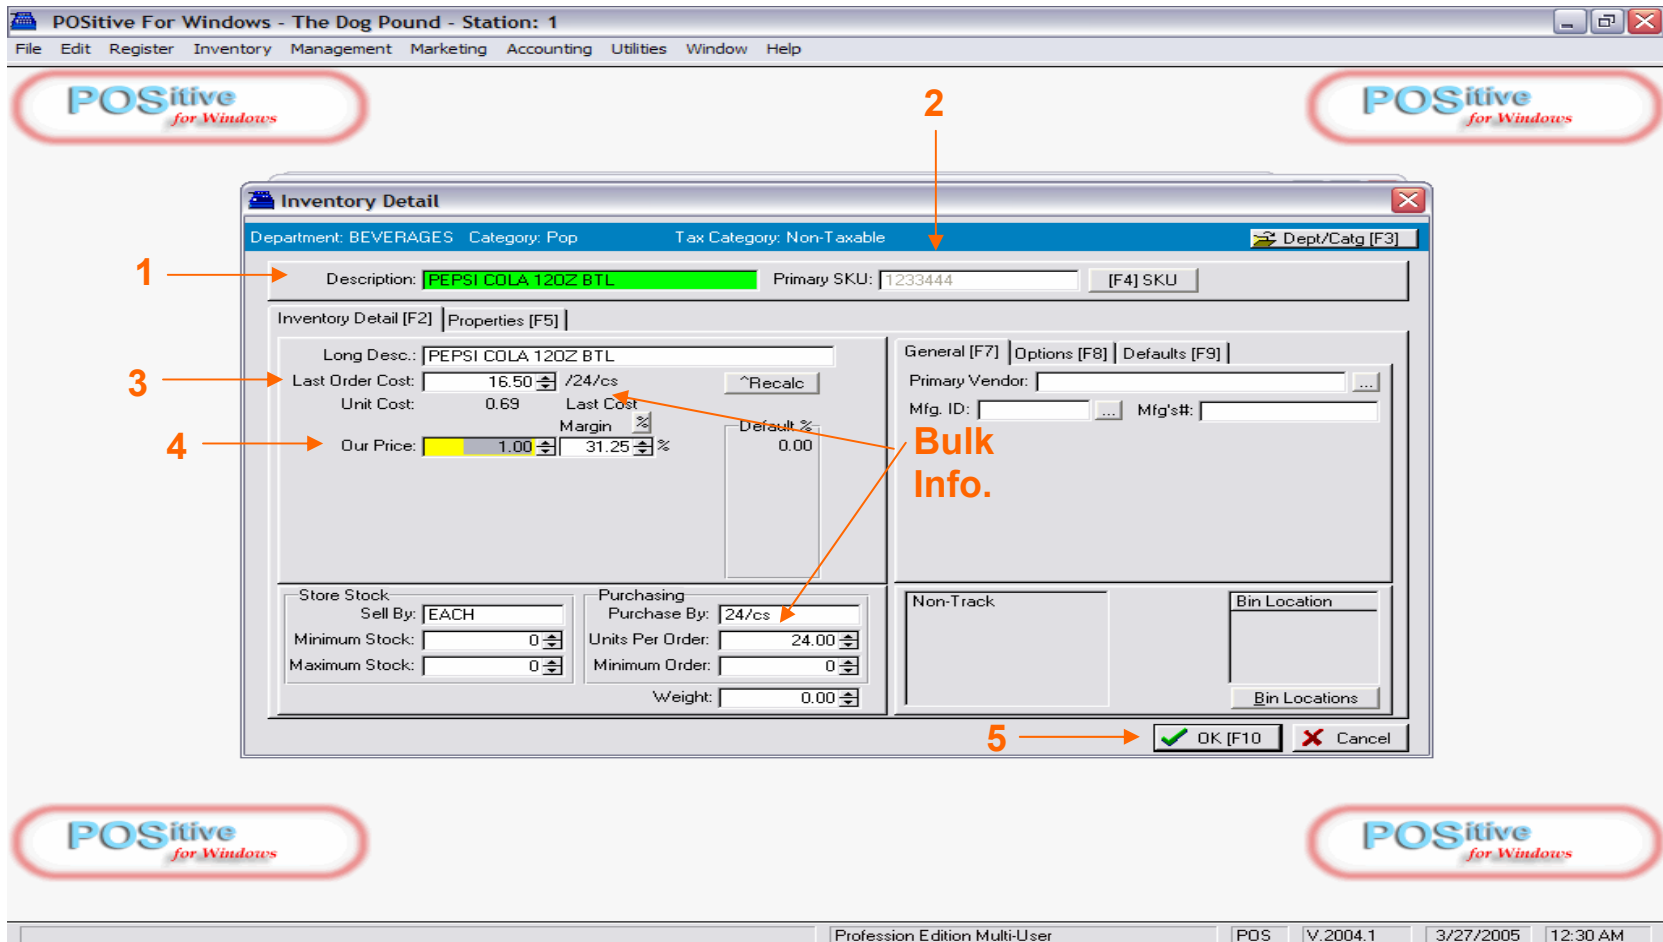 POSitive For Windows - The Dog Pound - Station: 1
File Edit Register Inventory Management Marketing Accounting Utilities Window Help
POSitive for Windows
POSitive for Windows
2
Inventory Detail
Department: BEVERAGES Category: Pop Tax Category: Non-Taxable Dept/Catg [F3]
1 Description: PEPSI COLA 12OZ BTL Primary SKU: 1233444 [F4] SKU
Inventory Detail [F2] Properties [F5]
Long Desc.: PEPSI COLA 12OZ BTL
3 Last Order Cost: 16.50 /24/cs ^Recalc
Unit Cost: 0.69 Last Cost
Margin % Default %
4 Our Price: 1.00 31.25 % 0.00
General [F7] Options [F8] Defaults [F9]
Primary Vendor: ...
Mfg. ID: ... Mfg's#:
Bulk
Info.
Store Stock
Sell By: EACH
Minimum Stock: 0
Maximum Stock: 0
Purchasing
Purchase By: 24/cs
Units Per Order: 24.00
Minimum Order: 0
Weight: 0.00
Non-Track
Bin Location
Bin Locations
5 OK [F10 Cancel
POSitive for Windows
POSitive for Windows
Profession Edition Multi-User POS V.2004.1 3/27/2005 12:30 AM